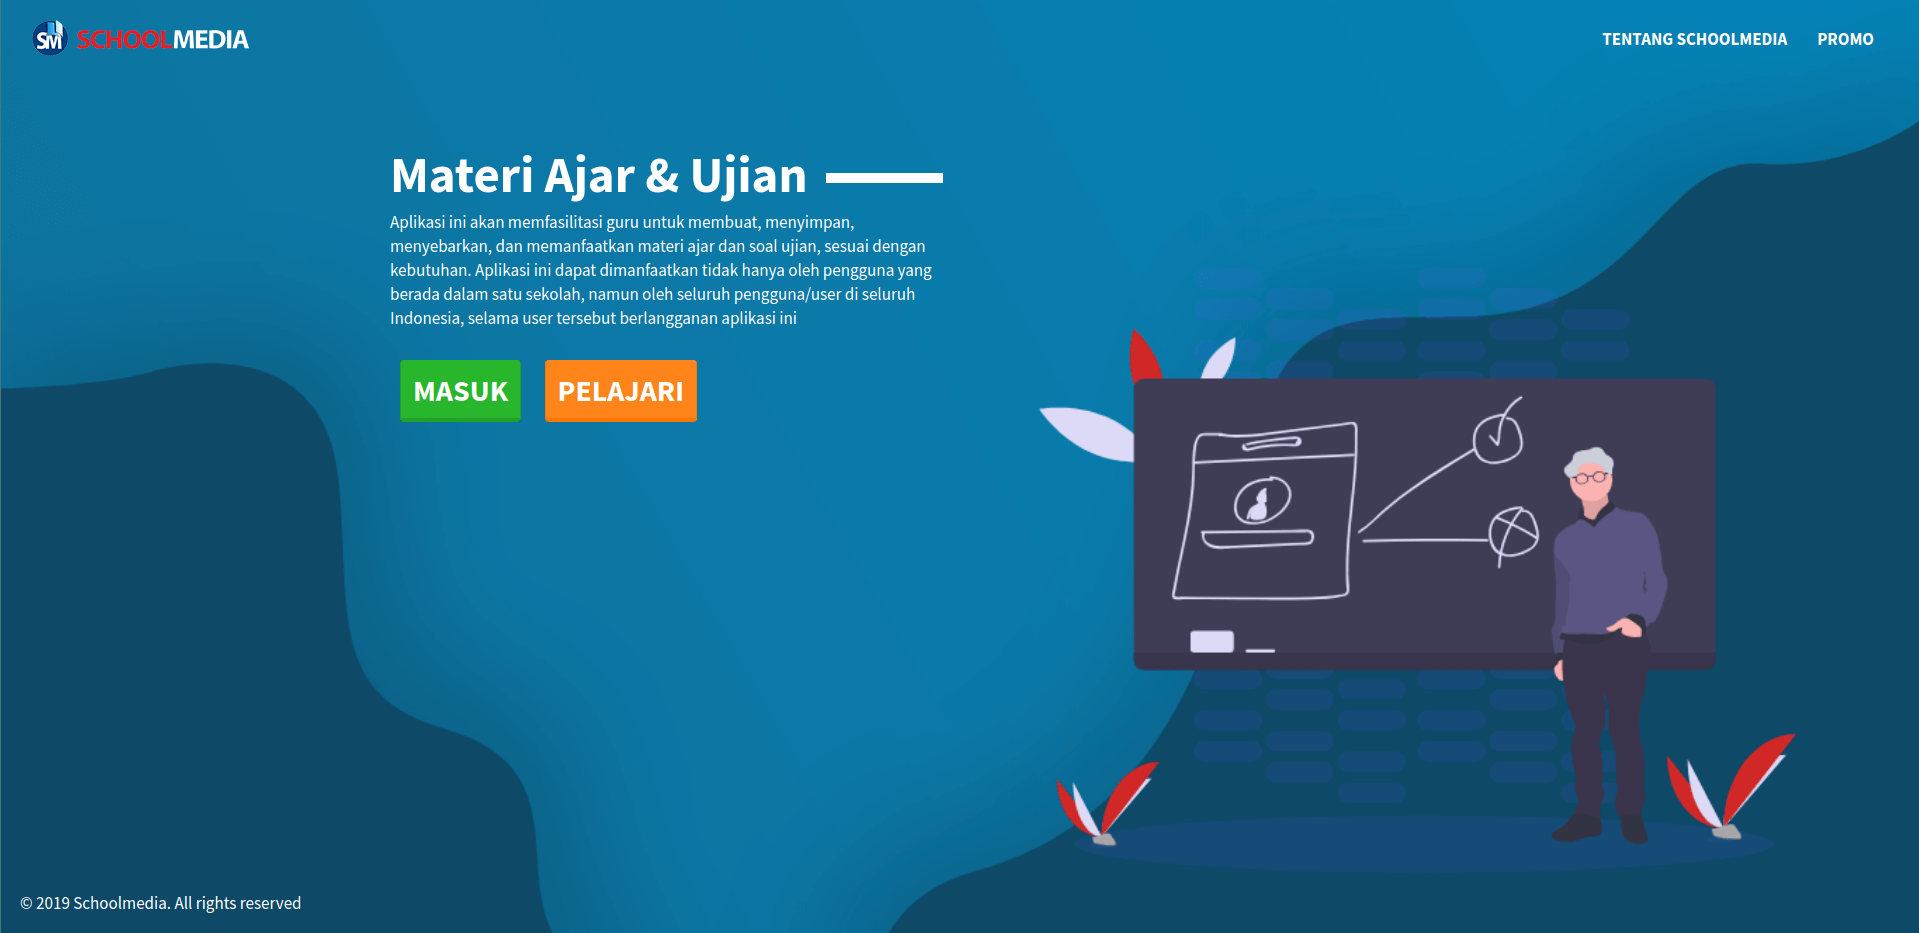 SM SCHOOLMEDIA
TENTANG SCHOOLMEDIA PROMO
Materi Ajar & Ujian
Aplikasi ini akan memfasilitasi guru untuk membuat, menyimpan,
menyebarkan, dan memanfaatkan materi ajar dan soal ujian, sesuai dengan
kebutuhan. Aplikasi ini dapat dimanfaatkan tidak hanya oleh pengguna yang
berada dalam satu sekolah, namun oleh seluruh pengguna/user di seluruh
Indonesia, selama user tersebut berlangganan aplikasi ini
MASUK PELAJARI
© 2019 Schoolmedia. All rights reserved